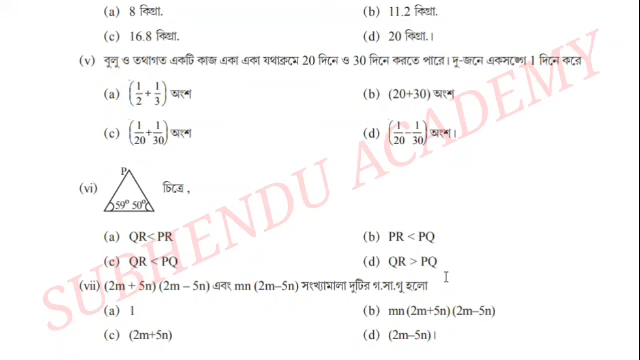 (a) 8 কিগ্রা. (b) 11.2 কিগ্রা.
(c) 16.8 কিগ্রা. (d) 20 কিগ্রা.।
(v) বুলু ও তথাগত একটি কাজ একা একা যথাক্রমে 20 দিনে ও 30 দিনে করতে পারে। দু-জনে একসঙ্গে 1 দিনে করে
(a) (1/2 + 1/3) অংশ (b) (20+30) অংশ
(c) (1/20 + 1/30) অংশ (d) (1/20 – 1/30) অংশ।
P
(vi) চিত্রে,
59° 50°
(a) QR< PR (b) PR < PQ
(c) QR < PQ (d) QR > PQ
(vii) (2m + 5n) (2m – 5n) এবং mn (2m–5n) সংখ্যামালা দুটির গ.সা.গু হলো
(a) 1 (b) mn (2m+5n) (2m–5n)
(c) (2m+5n) (d) (2m–5n)।
SUBHENDU ACADEMY